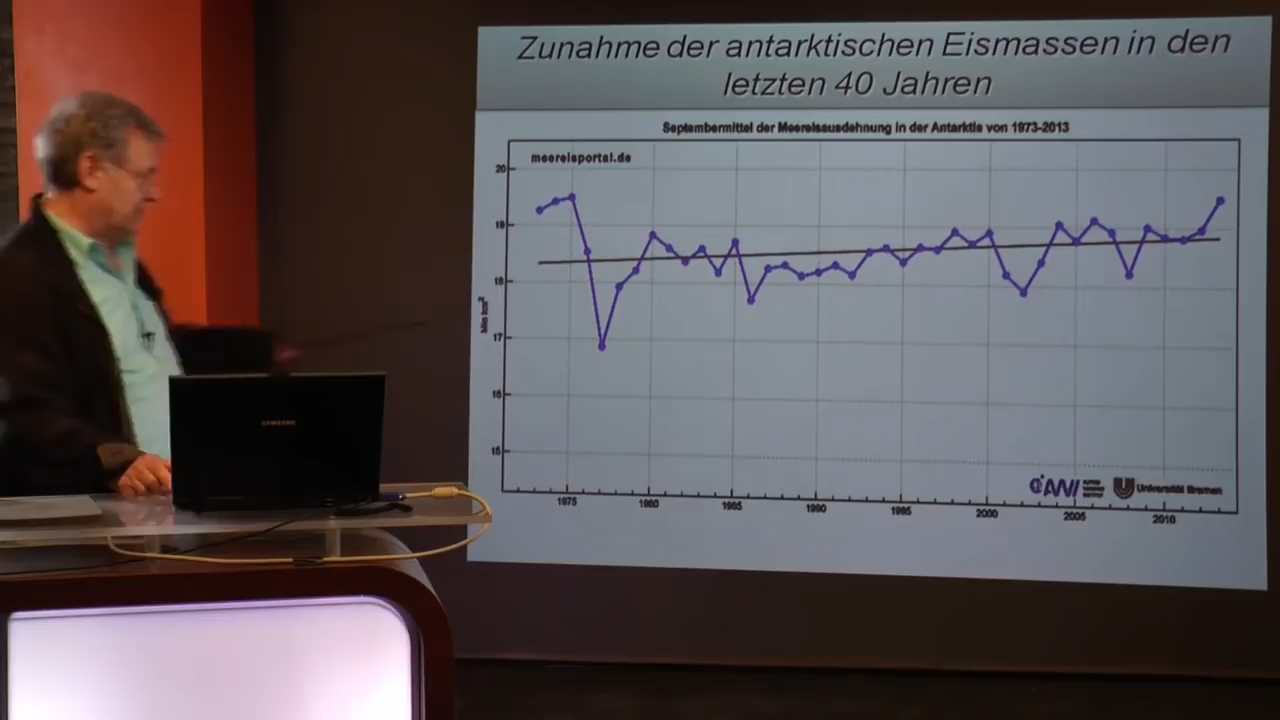 Zunahme der antarktischen Eismassen in den
letzten 40 Jahren
Septembermittel der Meereisausdehnung in der Antarktis von 1973-2013
meereisportal.de
20
19
18
17
16
15
Mio km²
1975 1980 1985 1990 1995 2000 2005 2010
AWI
Universität Bremen
SAMSUNG